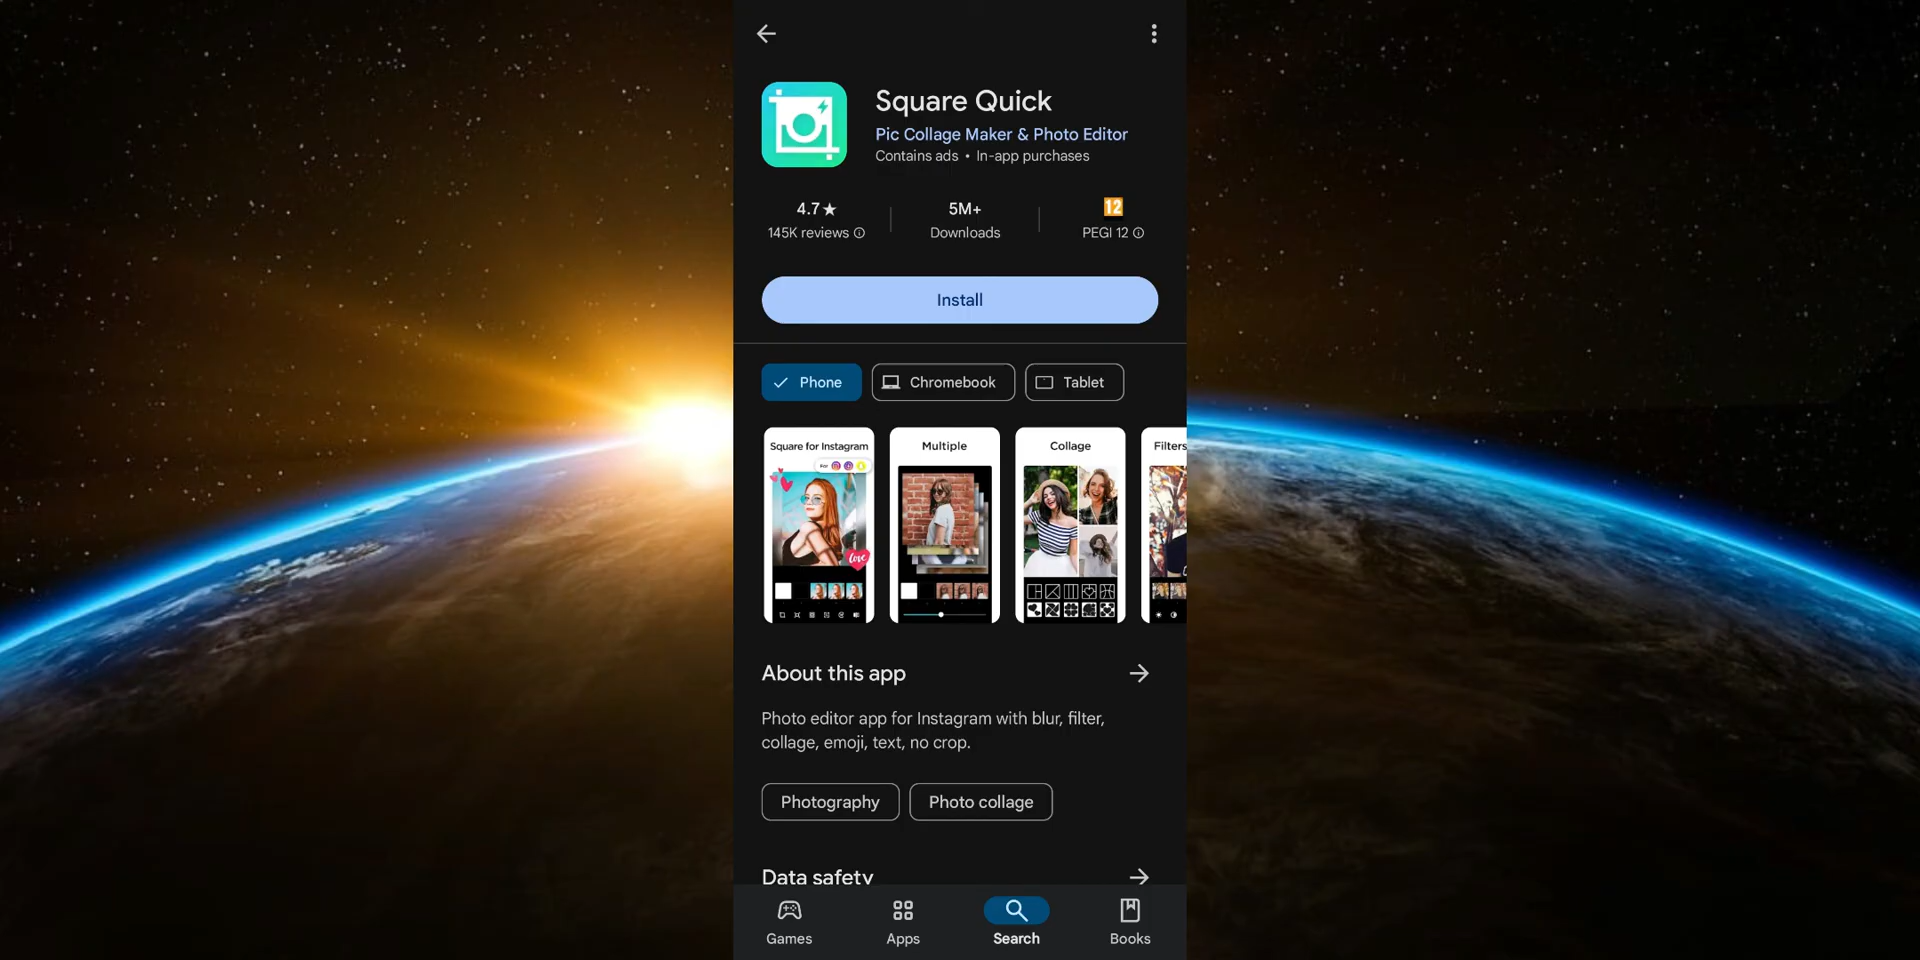 Square Quick
Pic Collage Maker & Photo Editor
Contains ads • In-app purchases
4.7★
145K reviews
5M+
Downloads
12
PEGI 12
Install
Phone
Chromebook
Tablet
Square for Instagram
For
love
Multiple
Collage
Filters
About this app
Photo editor app for Instagram with blur, filter,
collage, emoji, text, no crop.
Photography
Photo collage
Data safety
Games
Apps
Search
Books